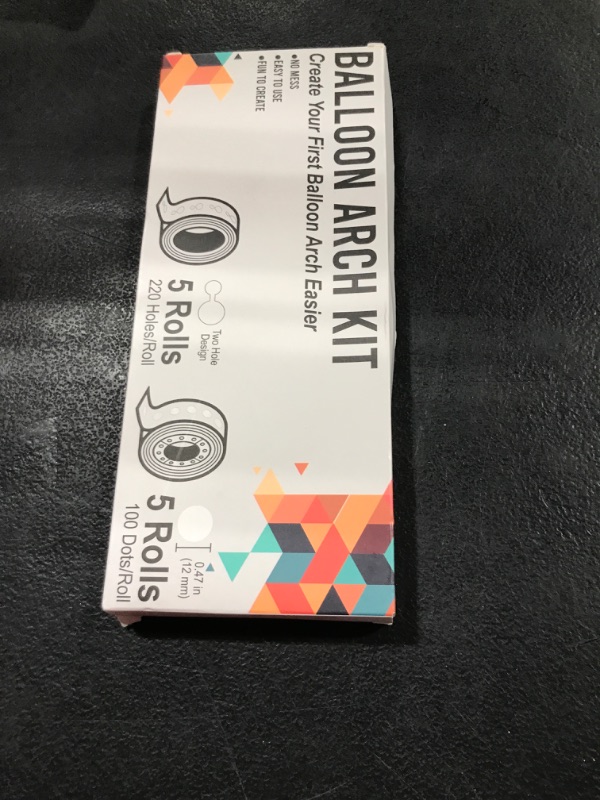 BALLOON ARCH KIT
Create Your First Balloon Arch Easier
•NO MESS
•EASY TO USE
•FUN TO CREATE
Two Hole
Design
5 Rolls
220 Holes/Roll
0.47 in
(12 mm)
5 Rolls
100 Dots/Roll